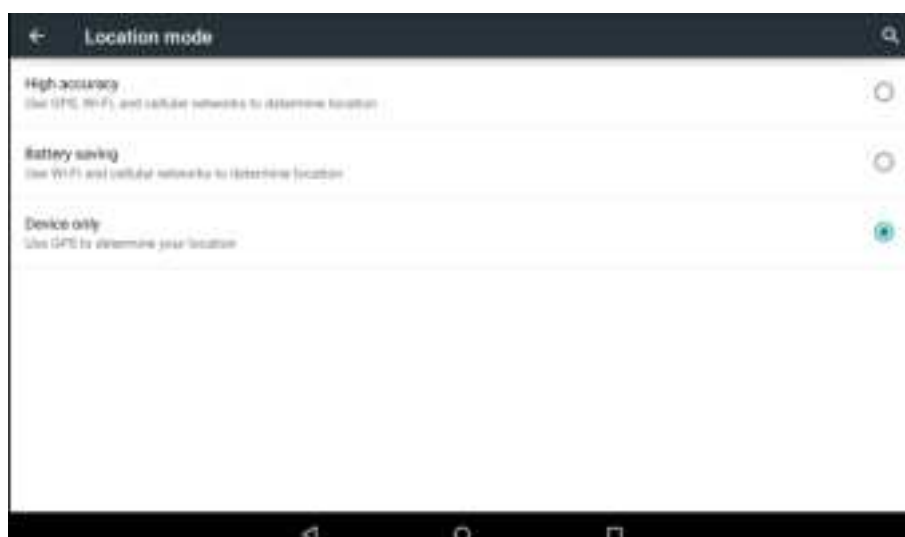 Location mode
High accuracy
Use GPS, Wi-Fi, and cellular networks to determine location
Battery saving
Use Wi-Fi and cellular networks to determine location
Device only
Use GPS to determine your location